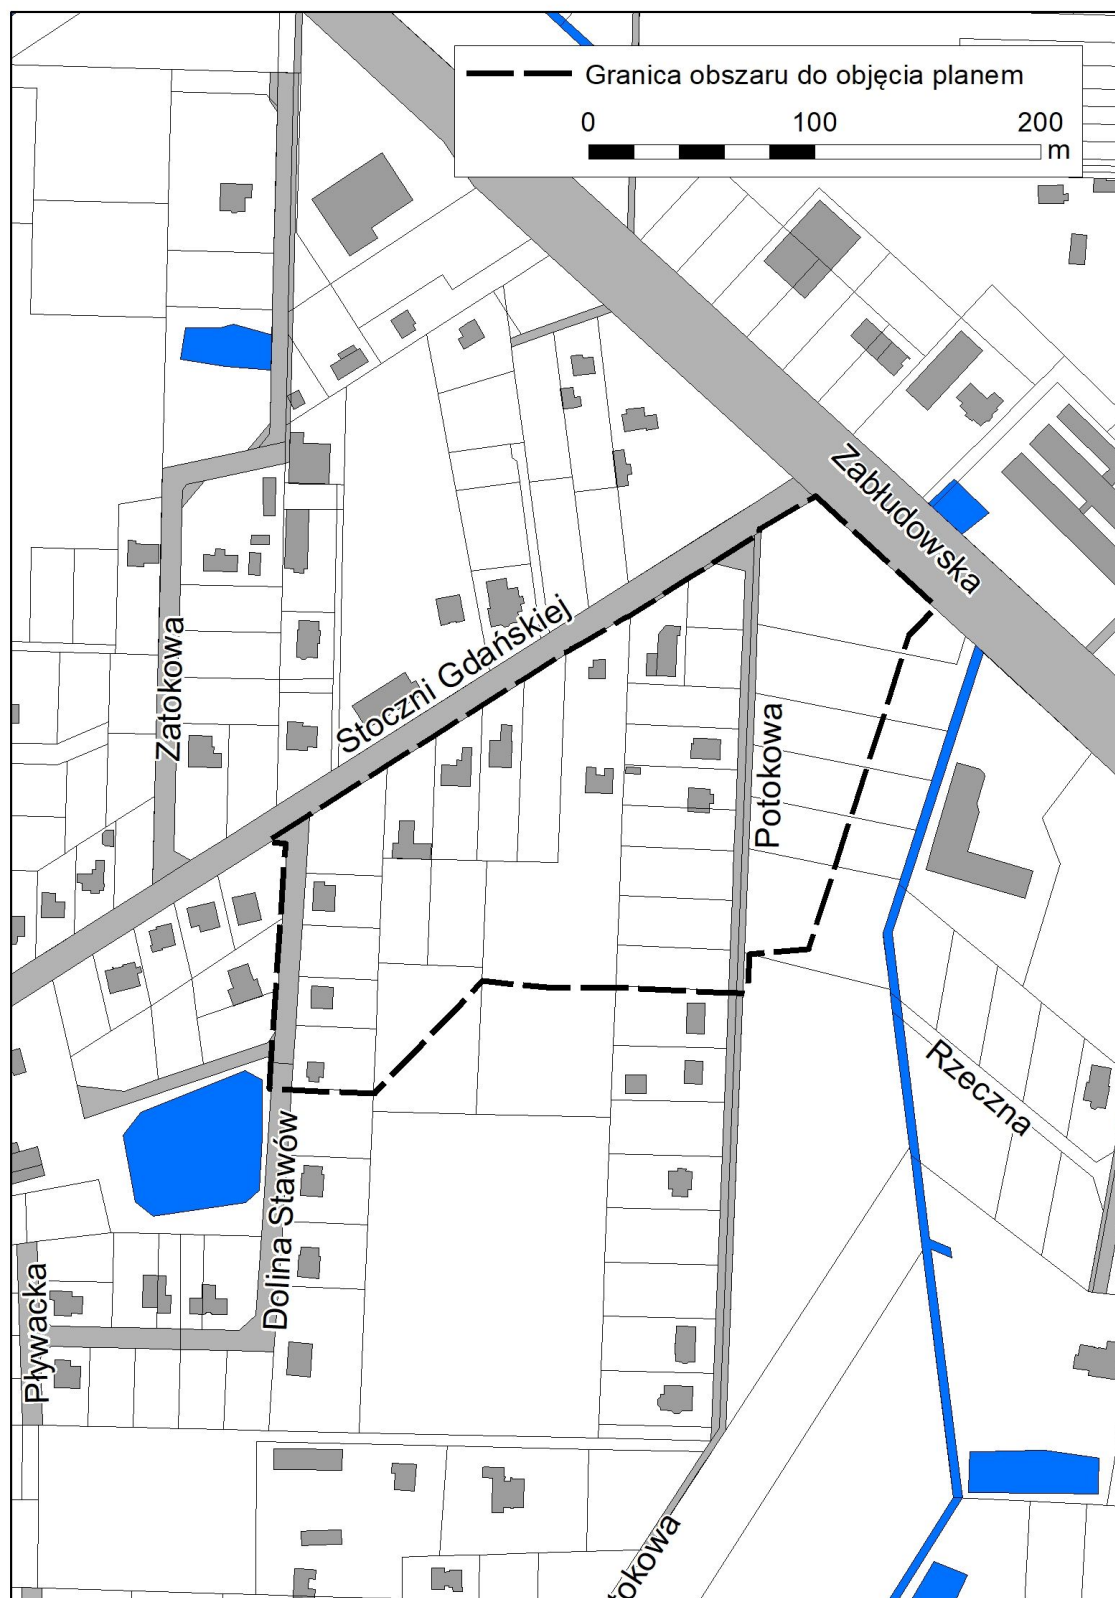 Granica obszaru do objęcia planem
0 100 200
m
Zabłudowska
Stoczni Gdańskiej
Zatokowa
Potokowa
Rzeczna
Dolina Stawów
Pływacka
tokowa